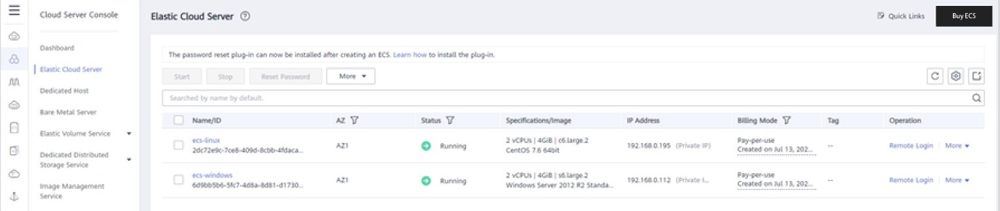 Cloud Server Console
Dashboard
Elastic Cloud Server
Dedicated Host
Bare Metal Server
Elastic Volume Service
Dedicated Distributed
Storage Service
Image Management
Service
Elastic Cloud Server
Quick Links
Buy ECS
The password reset plug-in can now be installed after creating an ECS. Learn how to install the plug-in.
Start Stop Reset Password More
Searched by name by default.
Name/ID AZ Status Specifications/Image IP Address Billing Mode Tag Operation
ecs-linux
2dc72e9c-7ce8-409d-8cbb-4fdaca...
AZ1
Running
2 vCPUs | 4GiB | c6.large.2
CentOS 7.6 64bit
192.168.0.195 (Private IP)
Pay-per-use
Created on Jul 13, 202...
--
Remote Login More
ecs-windows
6d9bb5b6-5fc7-4d8a-8d81-d1730...
AZ1
Running
2 vCPUs | 4GiB | s6.large.2
Windows Server 2012 R2 Standa...
192.168.0.112 (Private I...
Pay-per-use
Created on Jul 13, 202...
--
Remote Login More